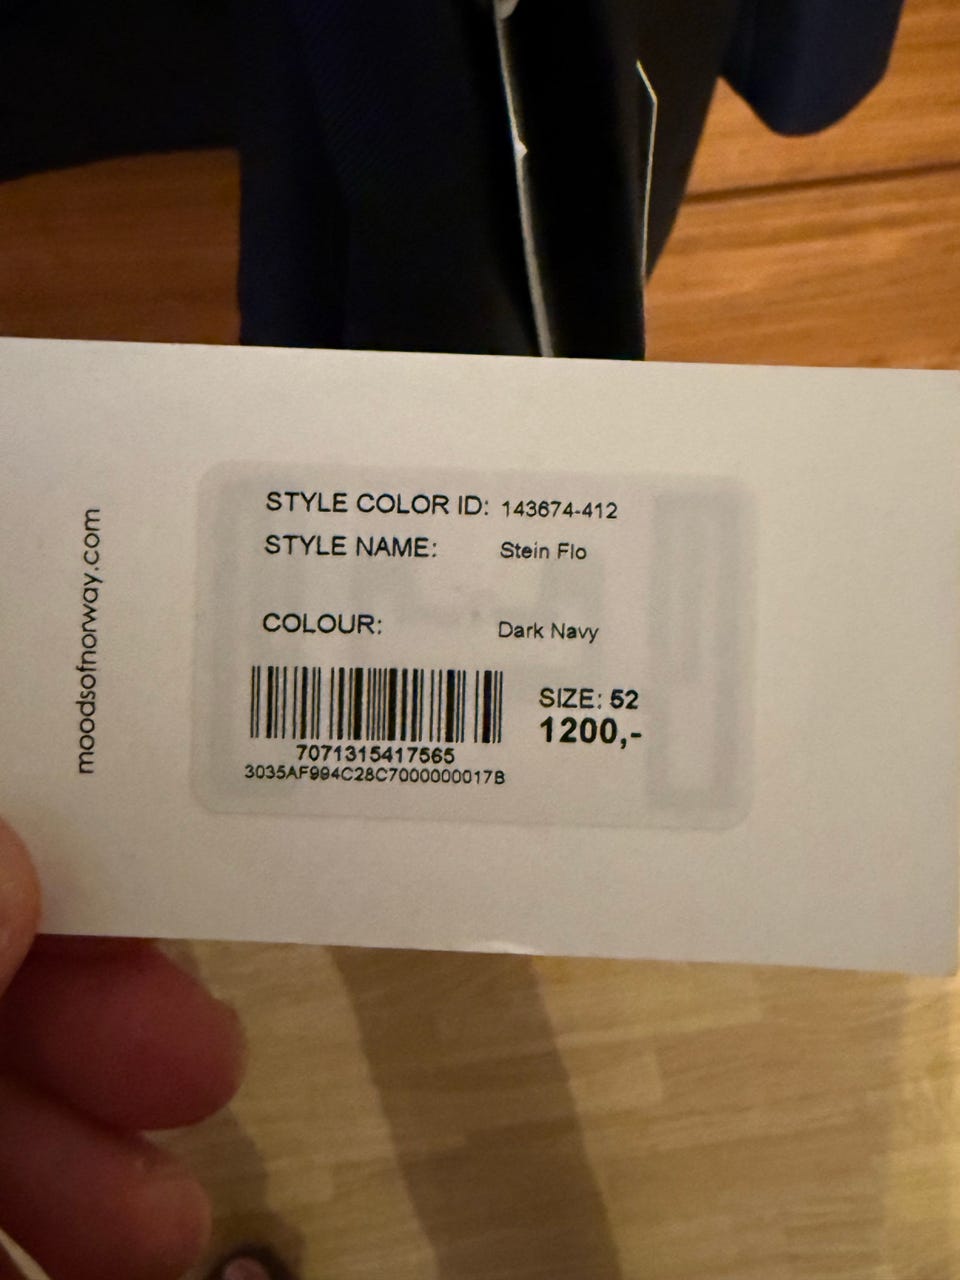 moodsofnorway.com
STYLE COLOR ID: 143674-412
STYLE NAME: Stein Flo
COLOUR: Dark Navy
SIZE: 52
1200,-
7071315417565
3035AF994C28C7000000017B